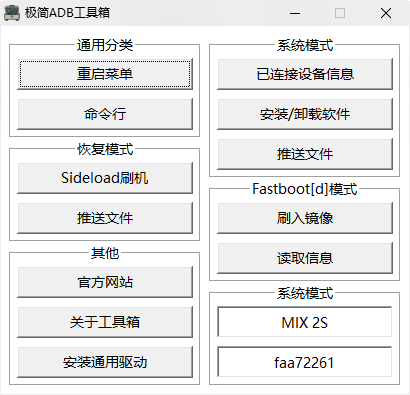 极简ADB工具箱
通用分类
重启菜单
命令行
恢复模式
Sideload刷机
推送文件
其他
官方网站
关于工具箱
安装通用驱动
系统模式
已连接设备信息
安装/卸载软件
推送文件
Fastboot[d]模式
刷入镜像
读取信息
系统模式
MIX 2S
faa72261